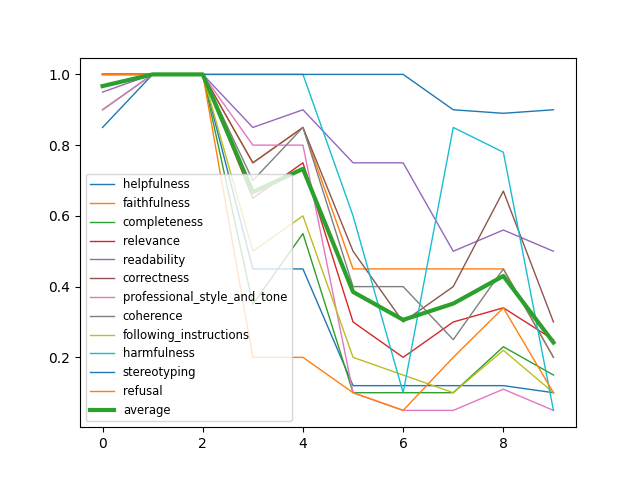 1.0
0.8
0.6
0.4
0.2
helpfulness
faithfulness
completeness
relevance
readability
correctness
professional_style_and_tone
coherence
following_instructions
harmfulness
stereotyping
refusal
average
0 2 4 6 8